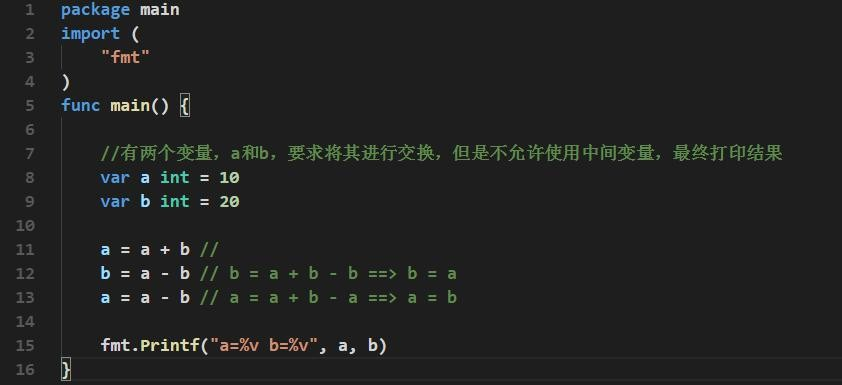 1 package main
2 import (
3     "fmt"
4 )
5 func main() {
6
7     //有两个变量，a和b，要求将其进行交换，但是不允许使用中间变量，最终打印结果
8     var a int = 10
9     var b int = 20
10
11     a = a + b //
12     b = a - b // b = a + b - b ==> b = a
13     a = a - b // a = a + b - a ==> a = b
14
15     fmt.Printf("a=%v b=%v", a, b)
16 }